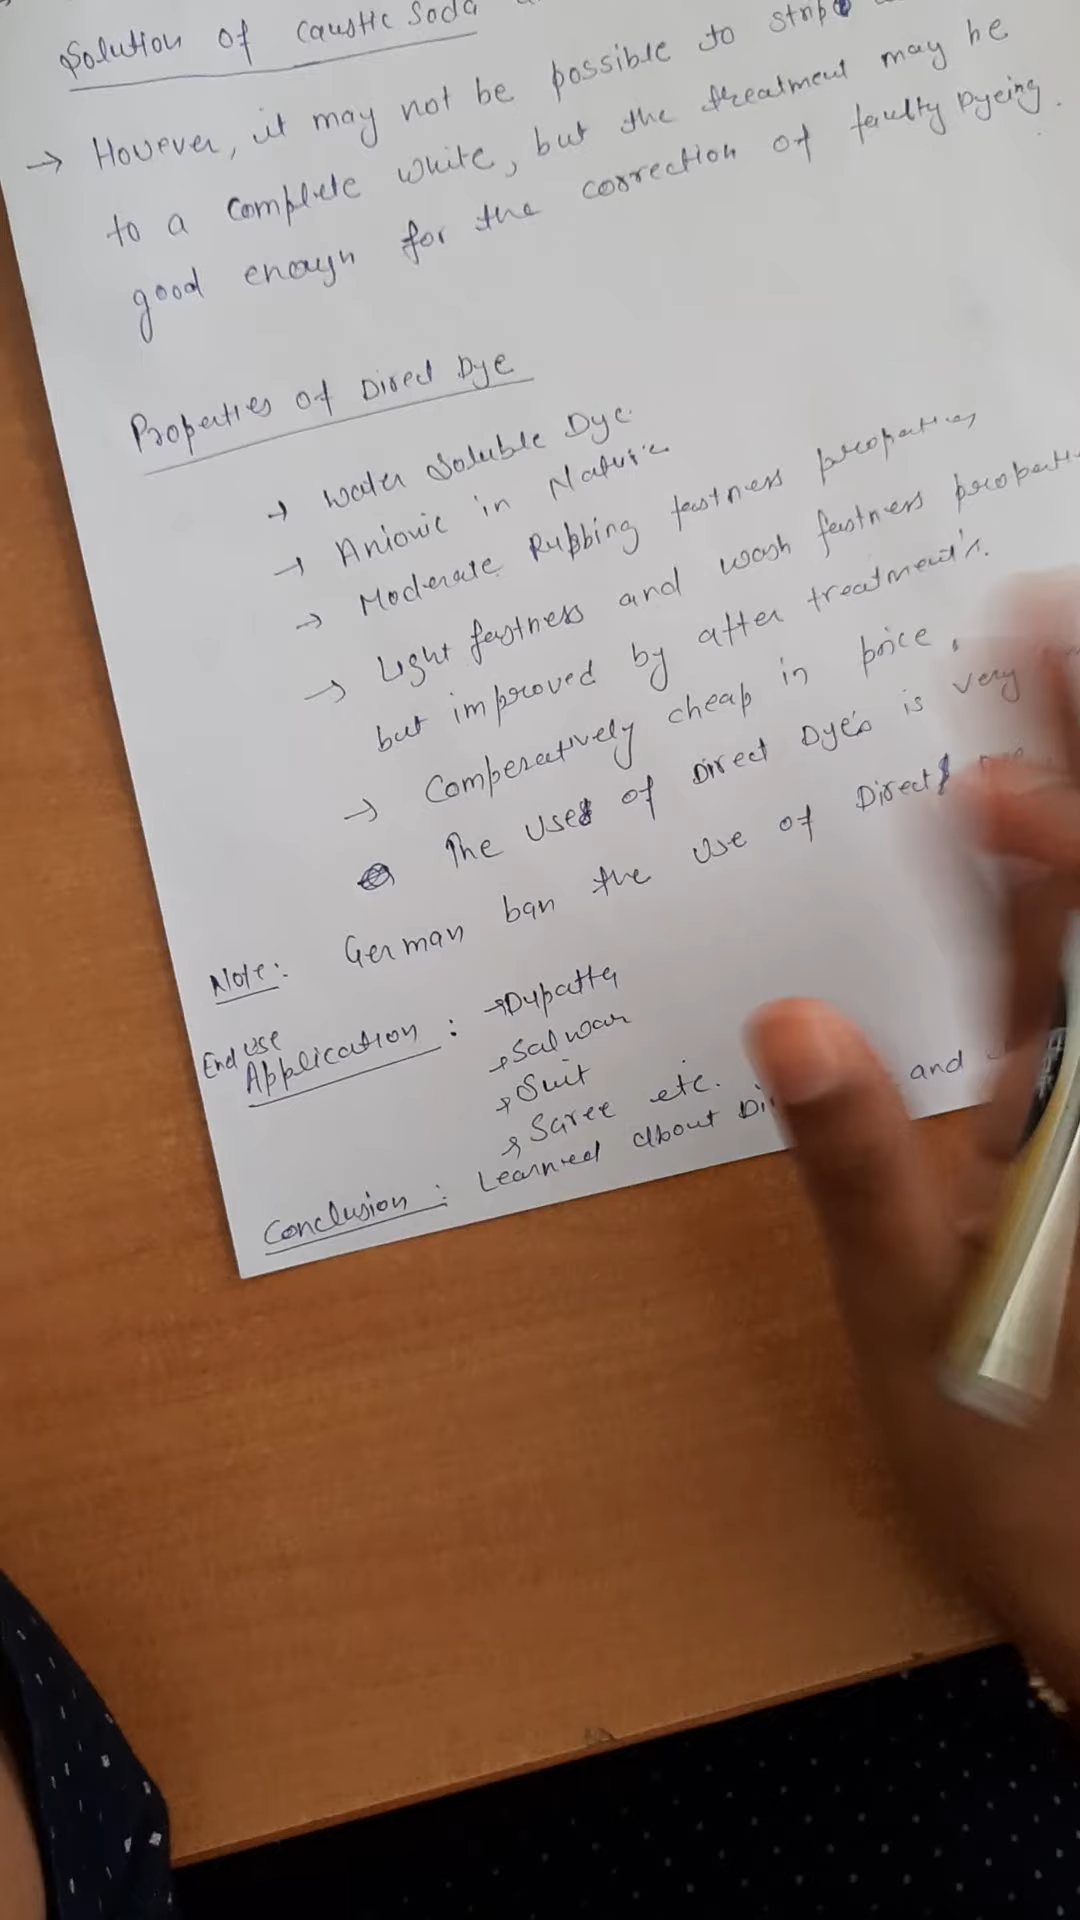 Solution of Caustic Soda
→ However, it may not be possible to stripe
to a complete white, but the treatment may be
good enough for the correction of faulty Dyeing.
Properties of Direct Dye
→ Water Soluble Dye.
→ Anionic in Nature
→ Moderate Rubbing fastness properties
→ Light fastness and wash fastness
but improved by after treatment's.
→ Comperatively cheap in price.
The use of Direct Dye's is very
Note: German ban the use of Direct
End use
Application : → Dupatta
→ Salwar
→ Suit
→ Saree etc.
Conclusion : Learned about and